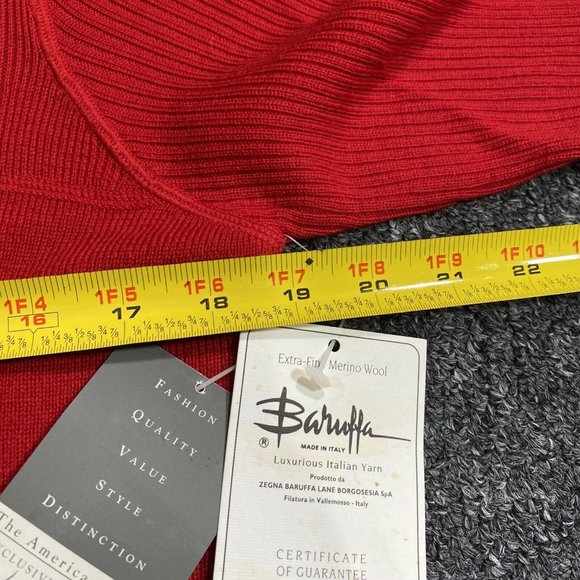 1F4 1F5 1F6 1F7 1F8 1F9 1F10
16 17 18 19 20 21 22
FASHION
QUALITY
VALUE
STYLE
DISTINCTION
The America
Extra-Fin Merino Wool
Baruffa
®
MADE IN ITALY
Luxurious Italian Yarn
Prodotto da
ZEGNA BARUFFA LANE BORGOSESIA SpA
Filatura in Vallemosso - Italy
CERTIFICATE
OF GUARANTEE